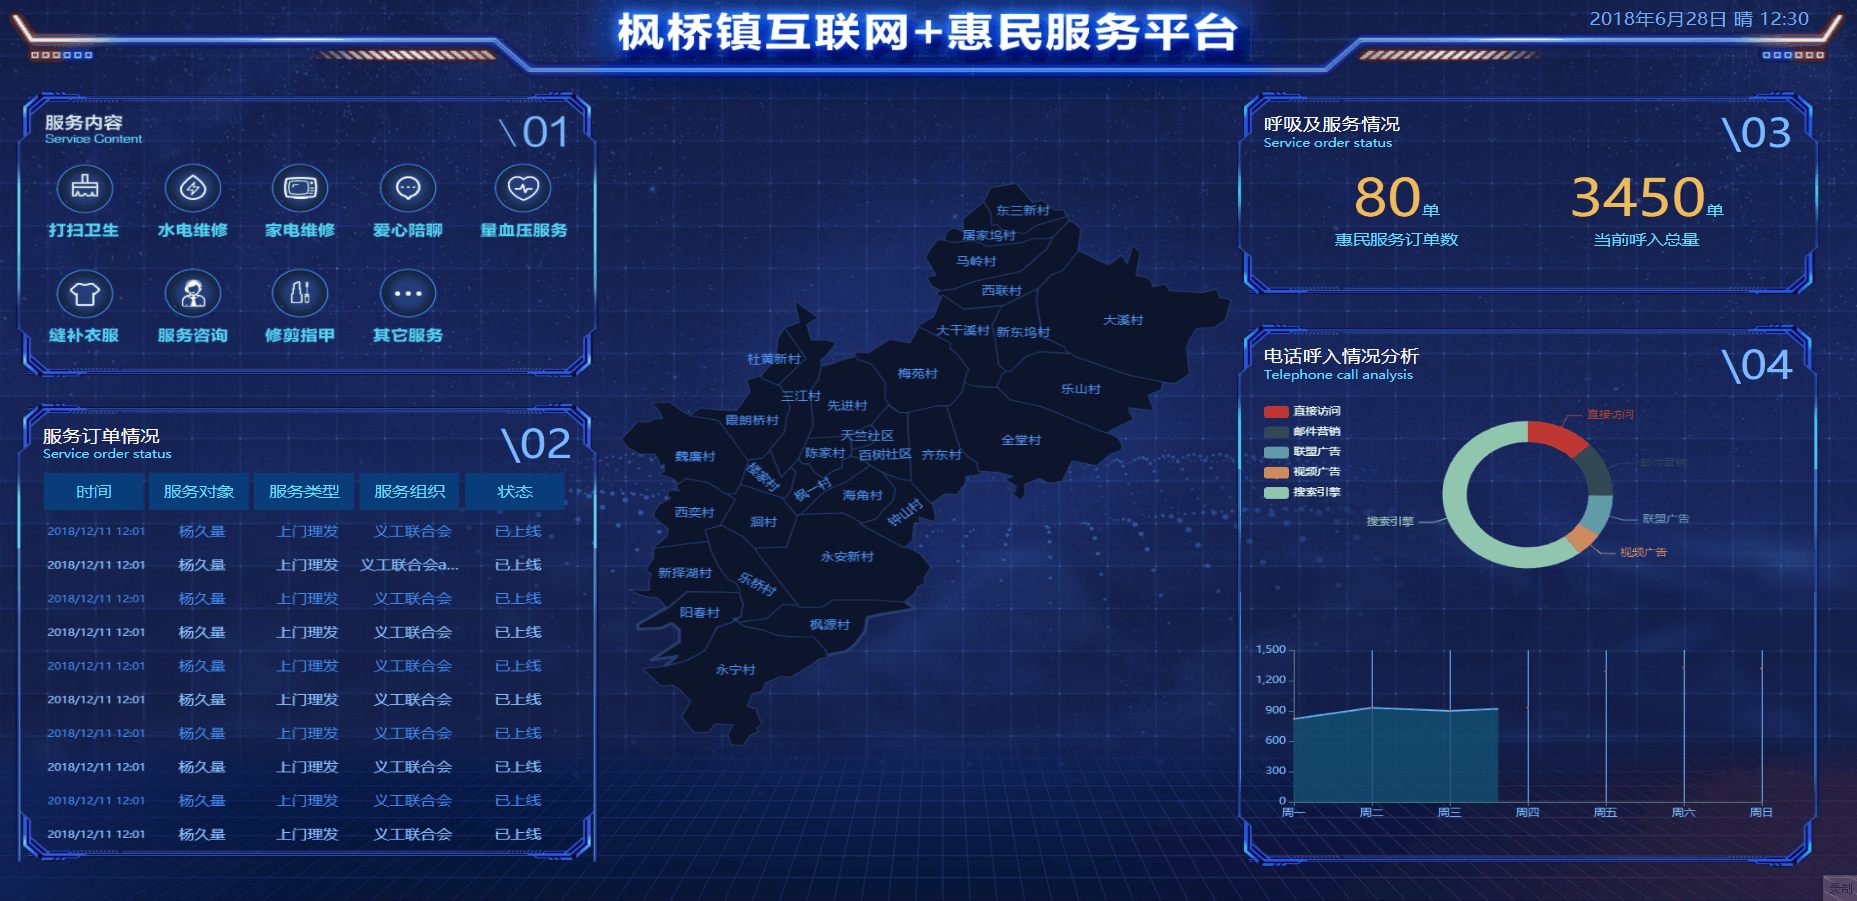 枫桥镇互联网+惠民服务平台
2018年6月28日 晴 12:30
服务内容
Service Content
\01
打扫卫生 水电维修 家电维修 爱心陪聊 量血压服务
缝补衣服 服务咨询 修剪指甲 其它服务
服务订单情况
Service order status
\02
时间 服务对象 服务类型 服务组织 状态
2018/12/11 12:01 杨久量 上门理发 义工联合会 已上线
2018/12/11 12:01 杨久量 上门理发 义工联合会a... 已上线
2018/12/11 12:01 杨久量 上门理发 义工联合会 已上线
2018/12/11 12:01 杨久量 上门理发 义工联合会 已上线
2018/12/11 12:01 杨久量 上门理发 义工联合会 已上线
2018/12/11 12:01 杨久量 上门理发 义工联合会 已上线
2018/12/11 12:01 杨久量 上门理发 义工联合会 已上线
2018/12/11 12:01 杨久量 上门理发 义工联合会 已上线
2018/12/11 12:01 杨久量 上门理发 义工联合会 已上线
2018/12/11 12:01 杨久量 上门理发 义工联合会 已上线
东三新村
屠家坞村
马岭村
西联村
大溪村
大干溪村 新东坞村
杜黄新村
梅苑村
乐山村
三江村
先进村
霞朗桥村
天竺社区
全堂村
陈家村 百树社区 齐东村
魏廉村
楼家村
枫一村
海角村
钟山村
西奕村
洄村
永安新村
新择湖村
乐桥村
阳春村
枫源村
永宁村
呼吸及服务情况
Service order status
\03
80单
惠民服务订单数
3450单
当前呼入总量
电话呼入情况分析
Telephone call analysis
\04
直接访问
邮件营销
联盟广告
视频广告
搜索引擎
直接访问
邮件营销
联盟广告
视频广告
搜索引擎
1,500
1,200
900
600
300
0
周一 周二 周三 周四 周五 周六 周日
录制